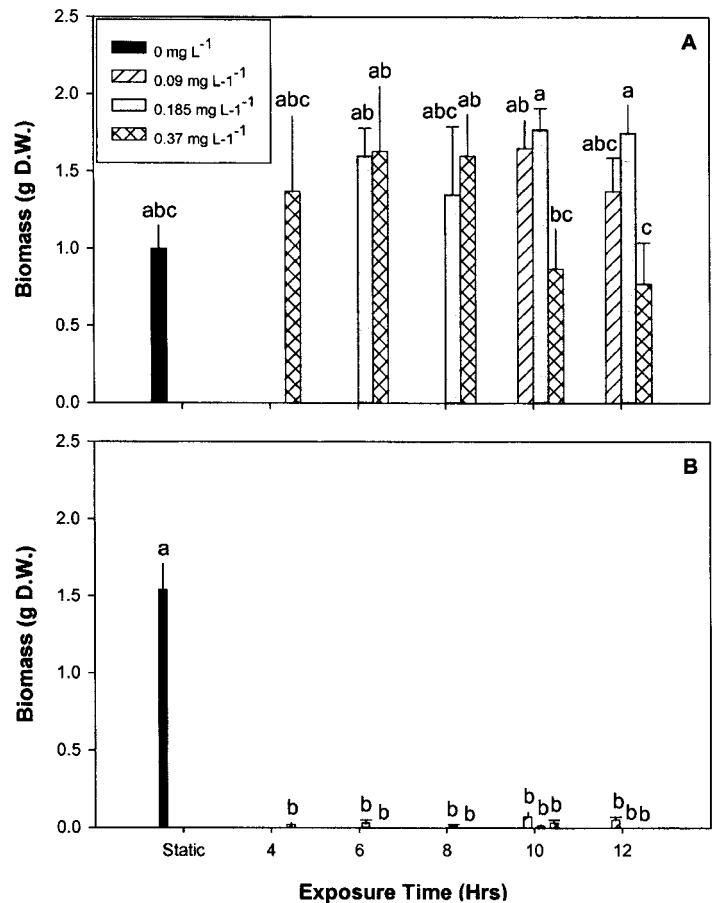 2.5
A
0 mg L⁻¹
0.09 mg L-1⁻¹
0.185 mg L-1⁻¹
0.37 mg L-1⁻¹
2.0
1.5
1.0
0.5
0.0
Biomass (g D.W.)
abc
abc
ab
ab
abc
ab
ab
a
bc
abc
a
c
2.5
B
2.0
1.5
1.0
0.5
0.0
Biomass (g D.W.)
a
b
b b
b b
b b b
b b b
Static 4 6 8 10 12
Exposure Time (Hrs)